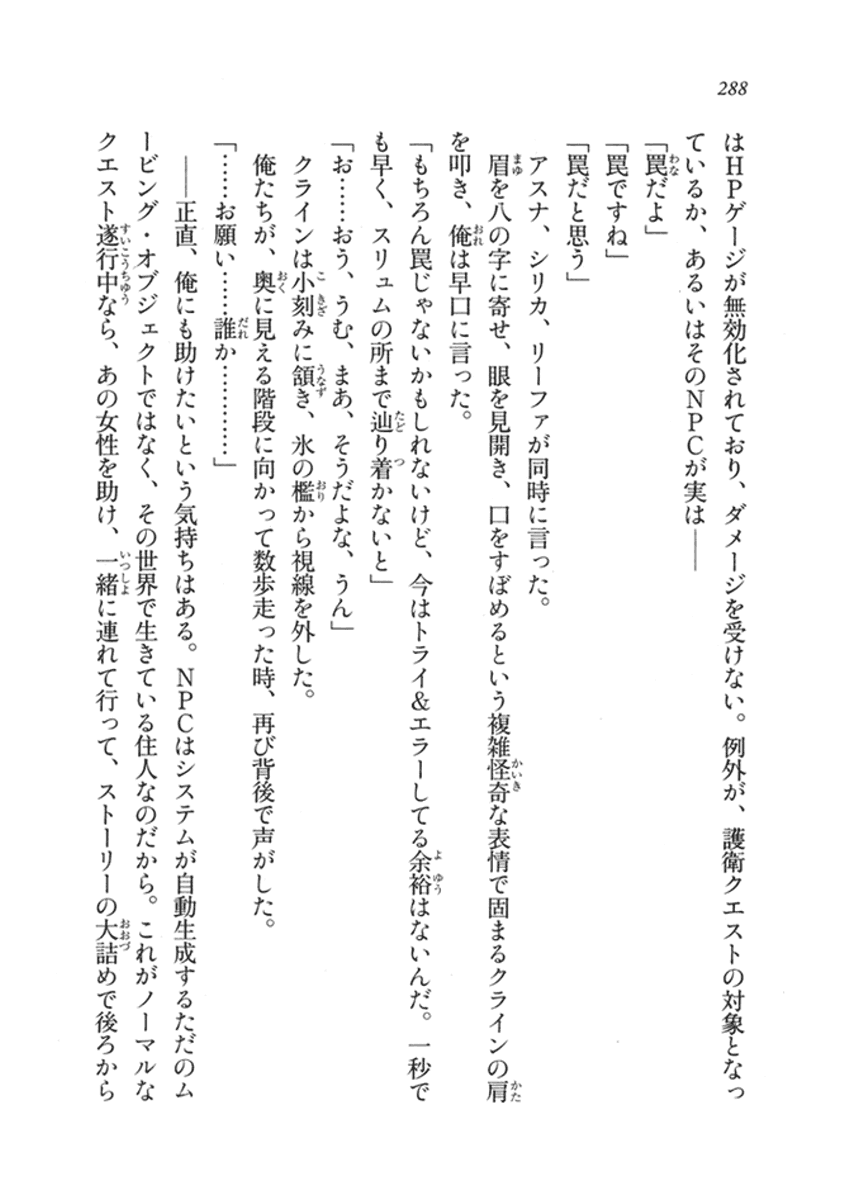 288
はHPゲージが無効化されており、ダメージを受けない。例外が、護衛クエストの対象となっ
ているか、あるいはそのNPCが実は――
「罠だよ」
「罠ですね」
「罠だと思う」
アスナ、シリカ、リーファが同時に言った。
眉を八の字に寄せ、眼を見開き、口をすぼめるという複雑怪奇な表情で固まるクラインの肩
を叩き、俺は早口に言った。
「もちろん罠じゃないかもしれないけど、今はトライ&エラーしてる余裕はないんだ。一秒で
も早く、スリュムの所まで辿り着かないと」
「お……おう、うむ、まあ、そうだよな、うん」
クラインは小刻みに頷き、氷の檻から視線を外した。
俺たちが、奥に見える階段に向かって数歩走った時、再び背後で声がした。
「……お願い……誰か…………」
――正直、俺にも助けたいという気持ちはある。NPCはシステムが自動生成するただのム
ービング・オブジェクトではなく、その世界で生きている住人なのだから。これがノーマルな
クエスト遂行中なら、あの女性を助け、一緒に連れて行って、ストーリーの大詰めで後ろから